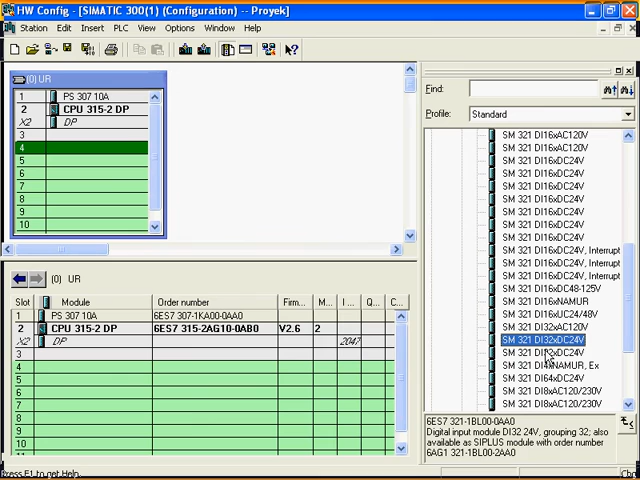 HW Config - [SIMATIC 300(1) (Configuration) -- Proyek]
Station Edit Insert PLC View Options Window Help
(0) UR
1 PS 307 10A
2 CPU 315-2 DP
X2 DP
3
4
5
6
7
8
9
10
Find:
Profile: Standard
SM 321 DI16xAC120V
SM 321 DI16xAC120V
SM 321 DI16xDC24V
SM 321 DI16xDC24V
SM 321 DI16xDC24V
SM 321 DI16xDC24V
SM 321 DI16xDC24V
SM 321 DI16xDC24V
SM 321 DI16xDC24V
SM 321 DI16xDC24V, Interrupt
SM 321 DI16xDC24V, Interrupt
SM 321 DI16xDC24V, Interrupt
SM 321 DI16xDC48-125V
SM 321 DI16xNAMUR
SM 321 DI16xUC24/48V
SM 321 DI32xAC120V
SM 321 DI32xDC24V
SM 321 DI32xDC24V
SM 321 DI4xNAMUR, Ex
SM 321 DI64xDC24V
SM 321 DI8xAC120/230V
SM 321 DI8xAC120/230V
6ES7 321-1BL00-0AA0
Digital input module DI32 24V, grouping 32; also
available as SIPLUS module with order number
6AG1 321-1BL00-2AA0
(0) UR
Slot Module Order number Firm... M... I ... Q... C...
1 PS 307 10A 6ES7 307-1KA00-0AA0
2 CPU 315-2 DP 6ES7 315-2AG10-0AB0 V2.6 2
X2 DP 2047
3
4
5
6
7
8
9
10
11
Press F1 to get Help.
Chg